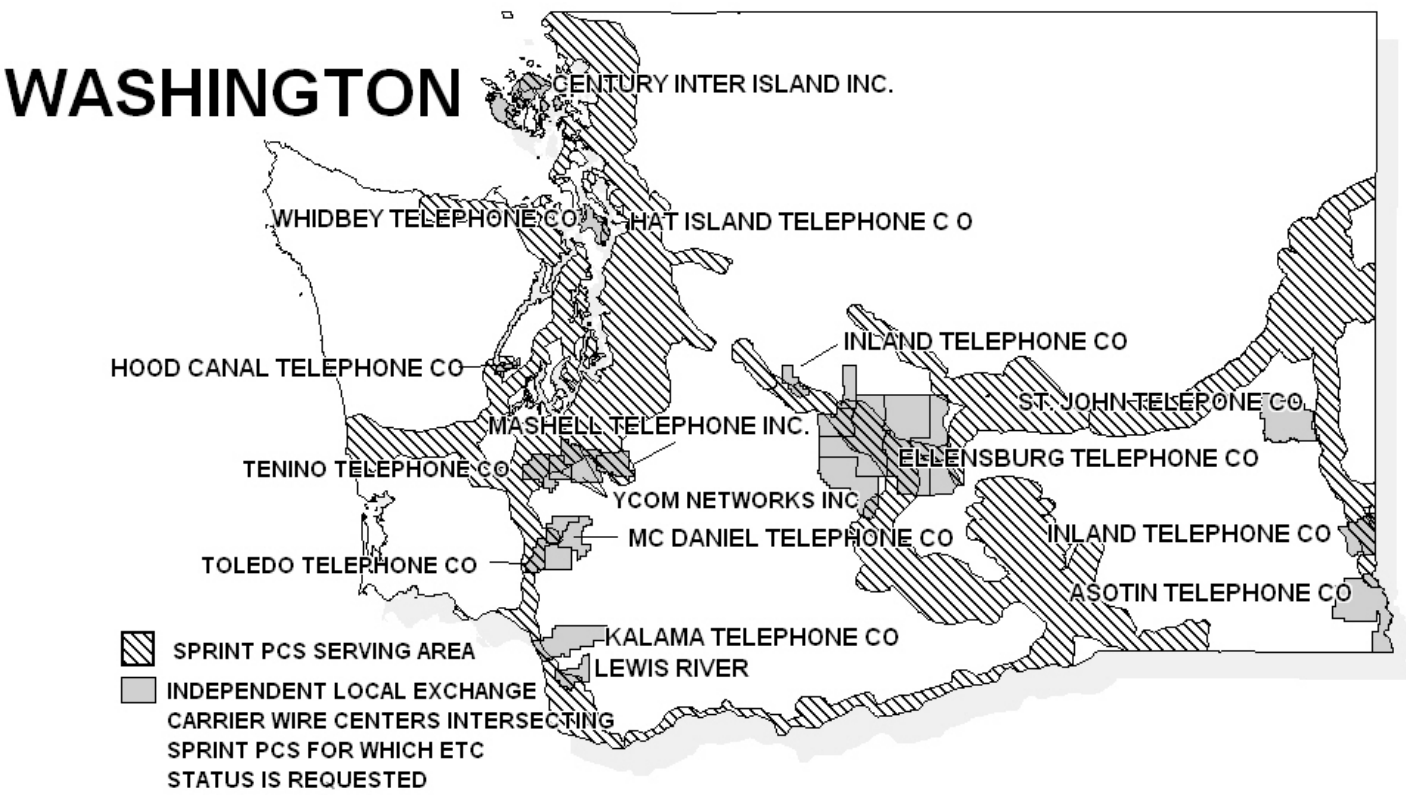 WASHINGTON
CENTURY INTER ISLAND INC.
WHIDBEY TELEPHONE CO
HAT ISLAND TELEPHONE C O
INLAND TELEPHONE CO
HOOD CANAL TELEPHONE CO
ST. JOHN TELEPONE CO
MASHELL TELEPHONE INC.
ELLENSBURG TELEPHONE CO
TENINO TELEPHONE CO
YCOM NETWORKS INC
INLAND TELEPHONE CO
MC DANIEL TELEPHONE CO
TOLEDO TELEPHONE CO
ASOTIN TELEPHONE CO
KALAMA TELEPHONE CO
LEWIS RIVER
SPRINT PCS SERVING AREA
INDEPENDENT LOCAL EXCHANGE
CARRIER WIRE CENTERS INTERSECTING
SPRINT PCS FOR WHICH ETC
STATUS IS REQUESTED